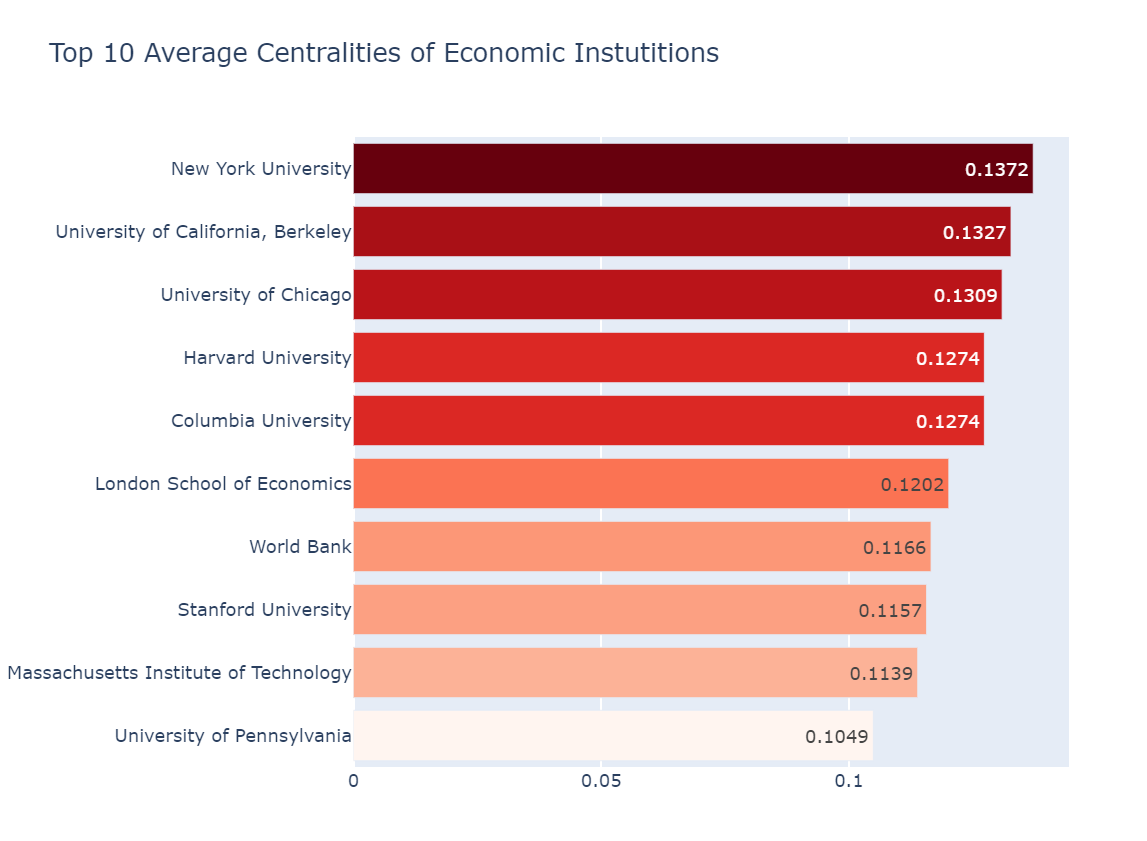 Top 10 Average Centralities of Economic Instutitions
New York University 0.1372
University of California, Berkeley 0.1327
University of Chicago 0.1309
Harvard University 0.1274
Columbia University 0.1274
London School of Economics 0.1202
World Bank 0.1166
Stanford University 0.1157
Massachusetts Institute of Technology 0.1139
University of Pennsylvania 0.1049
0 0.05 0.1